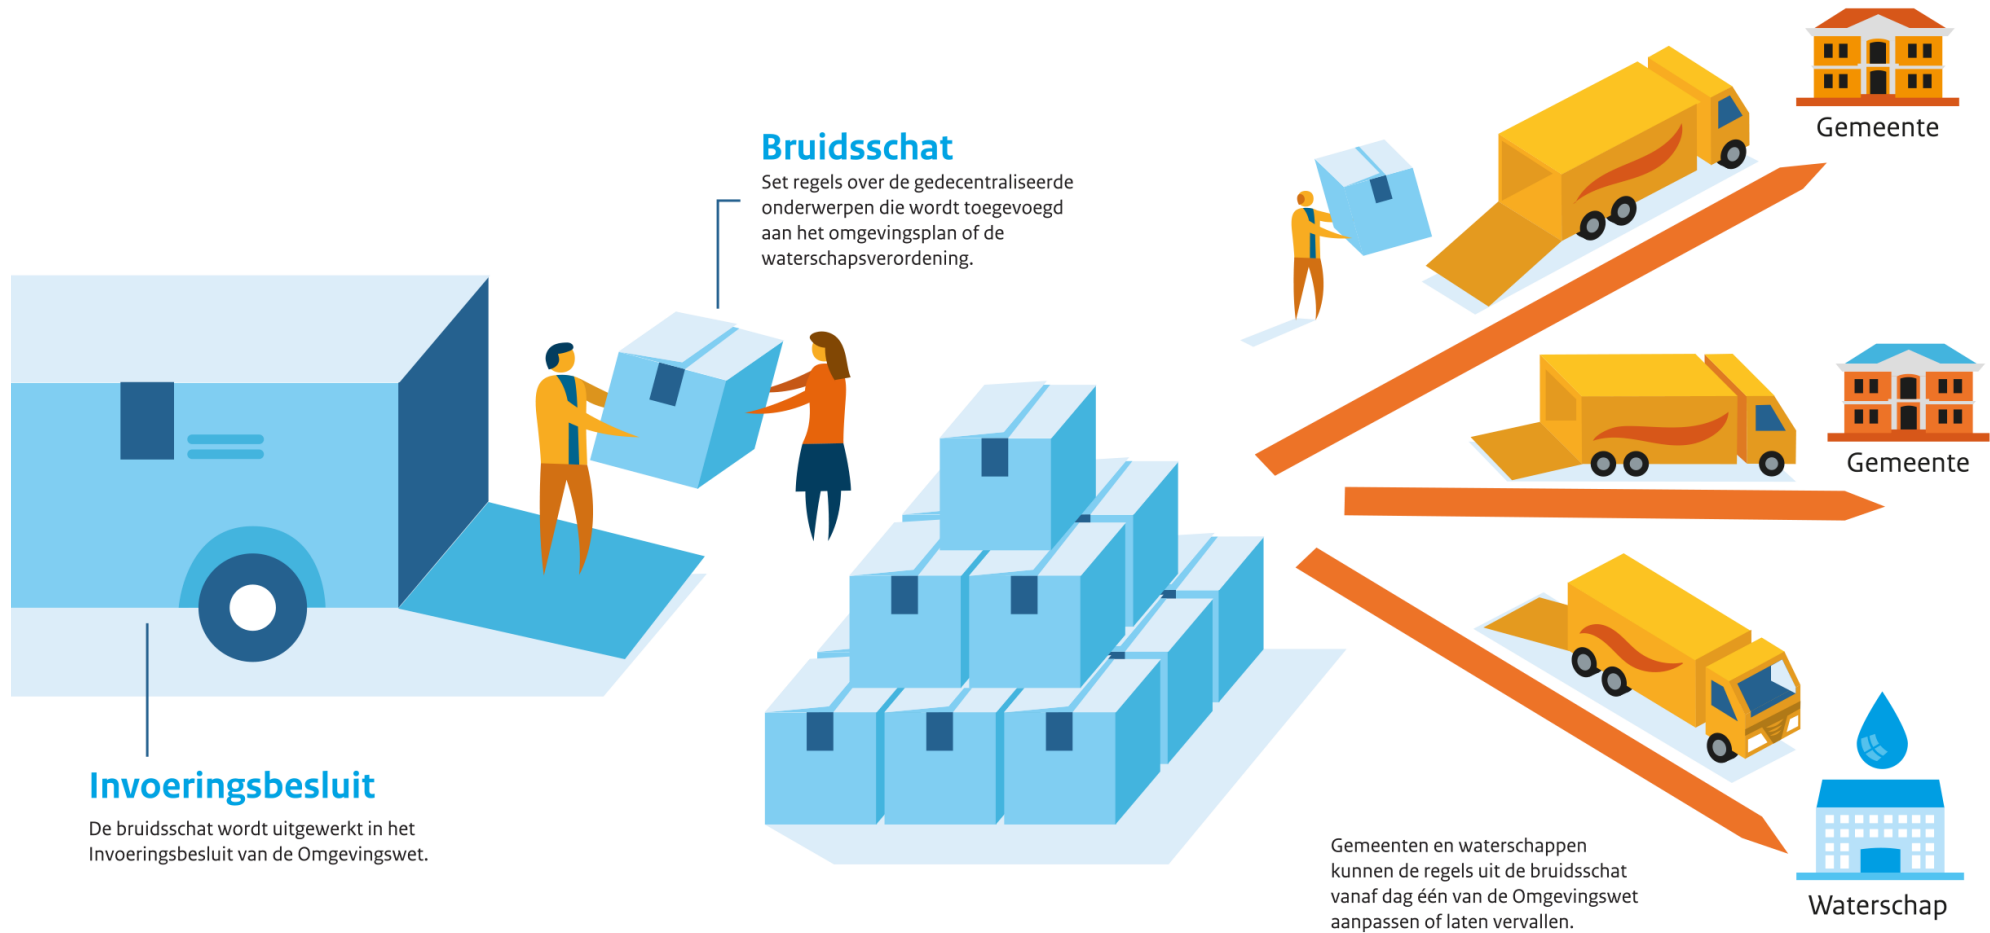 Bruidsschat
Set regels over de gedecentraliseerde
onderwerpen die wordt toegevoegd
aan het omgevingsplan of de
waterschapsverordening.
Invoeringsbesluit
De bruidsschat wordt uitgewerkt in het
Invoeringsbesluit van de Omgevingswet.
Gemeente
Gemeente
Gemeenten en waterschappen
kunnen de regels uit de bruidsschat
vanaf dag één van de Omgevingswet
aanpassen of laten vervallen.
Waterschap